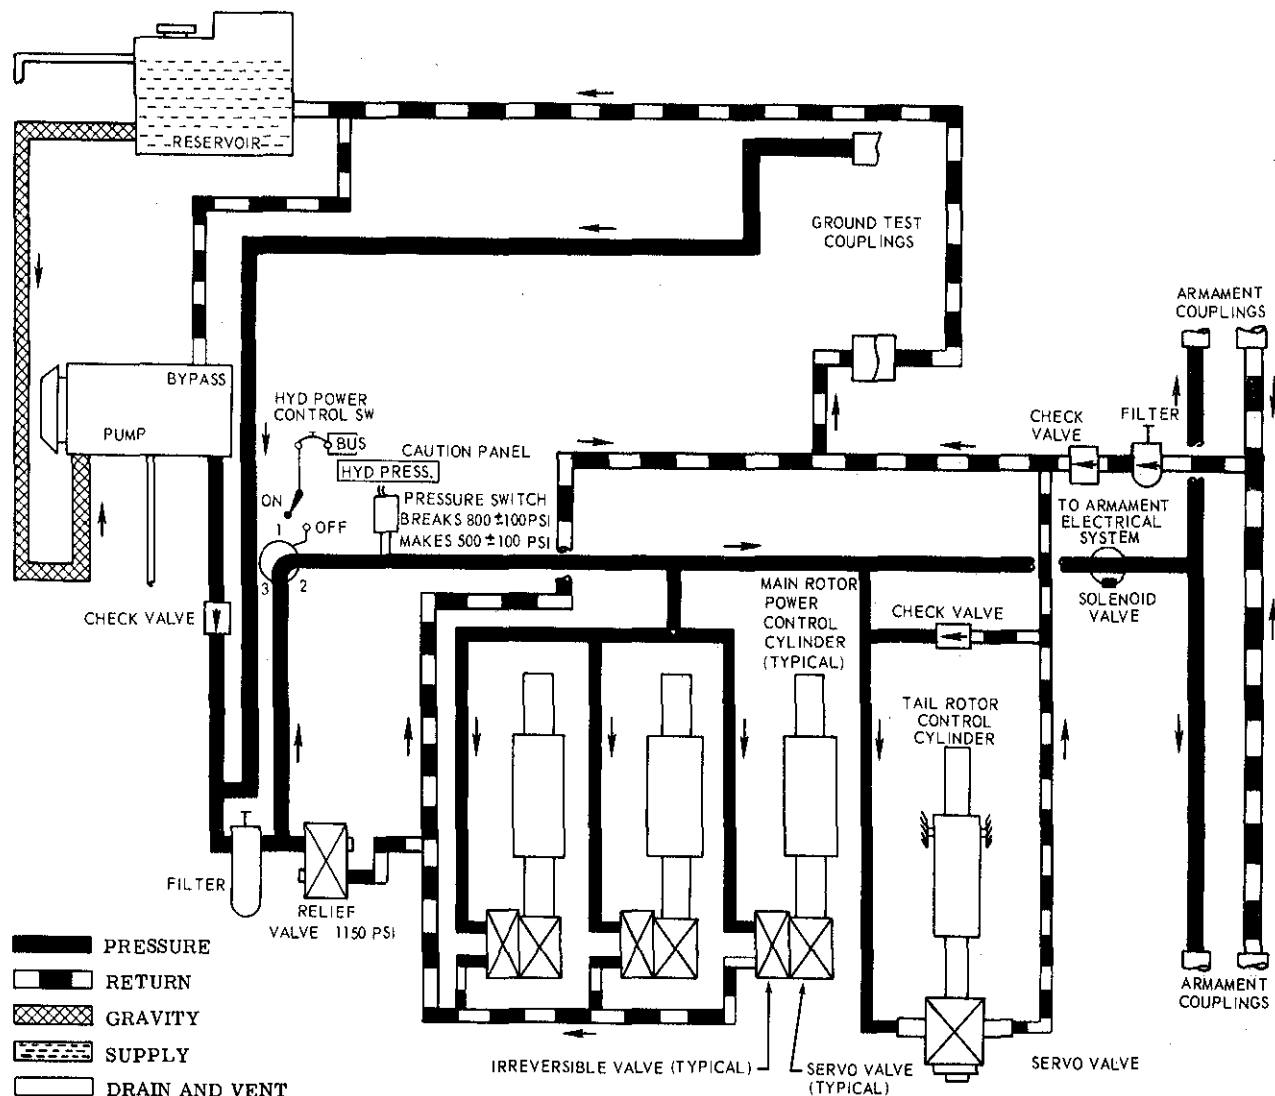 RESERVOIR
GROUND TEST
COUPLINGS
ARMAMENT
COUPLINGS
BYPASS
PUMP
HYD POWER
CONTROL SW
BUS
CAUTION PANEL
HYD PRESS.
ON
OFF
1
2
3
PRESSURE SWITCH
BREAKS 800 ±100PSI
MAKES 500 ±100 PSI
CHECK
VALVE
FILTER
TO ARMAMENT
ELECTRICAL
SYSTEM
SOLENOID
VALVE
CHECK VALVE
MAIN ROTOR
POWER
CONTROL
CYLINDER
(TYPICAL)
CHECK VALVE
TAIL ROTOR
CONTROL
CYLINDER
FILTER
RELIEF
VALVE 1150 PSI
ARMAMENT
COUPLINGS
IRREVERSIBLE VALVE (TYPICAL)
SERVO VALVE
(TYPICAL)
SERVO VALVE
PRESSURE
RETURN
GRAVITY
SUPPLY
DRAIN AND VENT